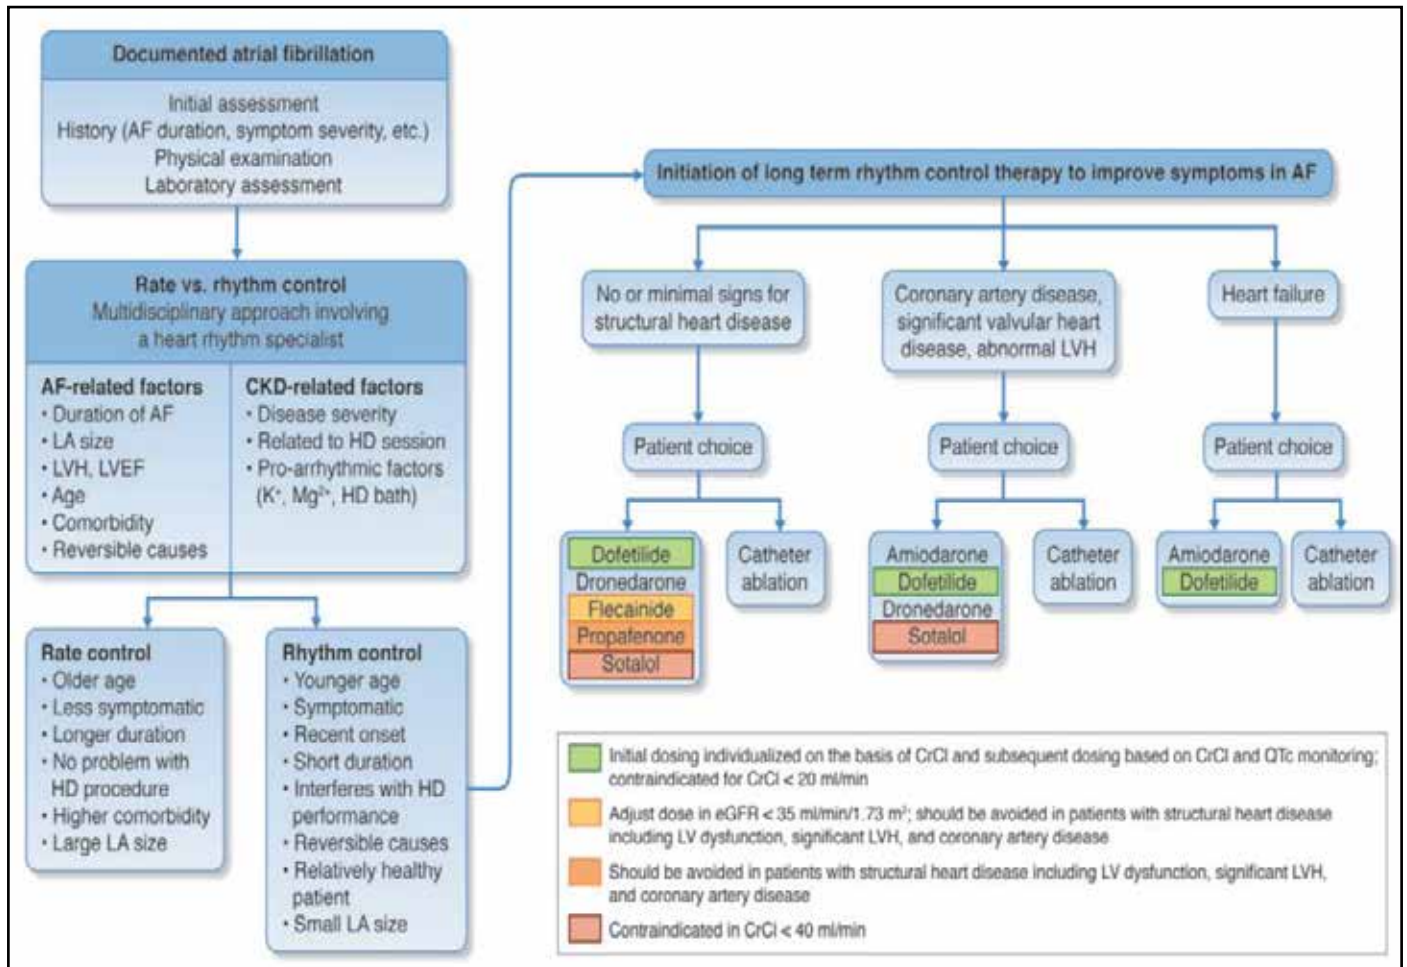 Documented atrial fibrillation
Initial assessment
History (AF duration, symptom severity, etc.)
Physical examination
Laboratory assessment
Rate vs. rhythm control
Multidisciplinary approach involving
a heart rhythm specialist
AF-related factors
• Duration of AF
• LA size
• LVH, LVEF
• Age
• Comorbidity
• Reversible causes
CKD-related factors
• Disease severity
• Related to HD session
• Pro-arrhythmic factors
(K⁺, Mg²⁺, HD bath)
Rate control
• Older age
• Less symptomatic
• Longer duration
• No problem with
HD procedure
• Higher comorbidity
• Large LA size
Rhythm control
• Younger age
• Symptomatic
• Recent onset
• Short duration
• Interferes with HD
performance
• Reversible causes
• Relatively healthy
patient
• Small LA size
Initiation of long term rhythm control therapy to improve symptoms in AF
No or minimal signs for
structural heart disease
Patient choice
Dofetilide
Dronedarone
Flecainide
Propafenone
Sotalol
Catheter
ablation
Coronary artery disease,
significant valvular heart
disease, abnormal LVH
Patient choice
Amiodarone
Dofetilide
Dronedarone
Sotalol
Catheter
ablation
Heart failure
Patient choice
Amiodarone
Dofetilide
Catheter
ablation
Initial dosing individualized on the basis of CrCl and subsequent dosing based on CrCl and QTc monitoring;
contraindicated for CrCl < 20 ml/min
Adjust dose in eGFR < 35 ml/min/1.73 m²; should be avoided in patients with structural heart disease
including LV dysfunction, significant LVH, and coronary artery disease
Should be avoided in patients with structural heart disease including LV dysfunction, significant LVH,
and coronary artery disease
Contraindicated in CrCl < 40 ml/min